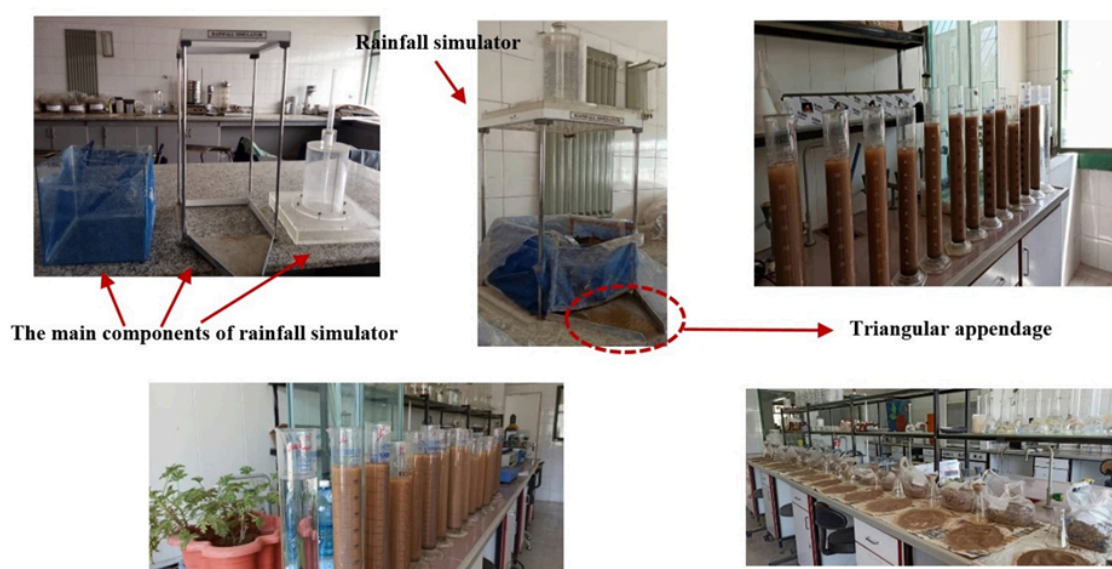 RAINFALL SIMULATOR
Rainfall simulator
RAINFALL SIMULATOR
The main components of rainfall simulator
Triangular appendage